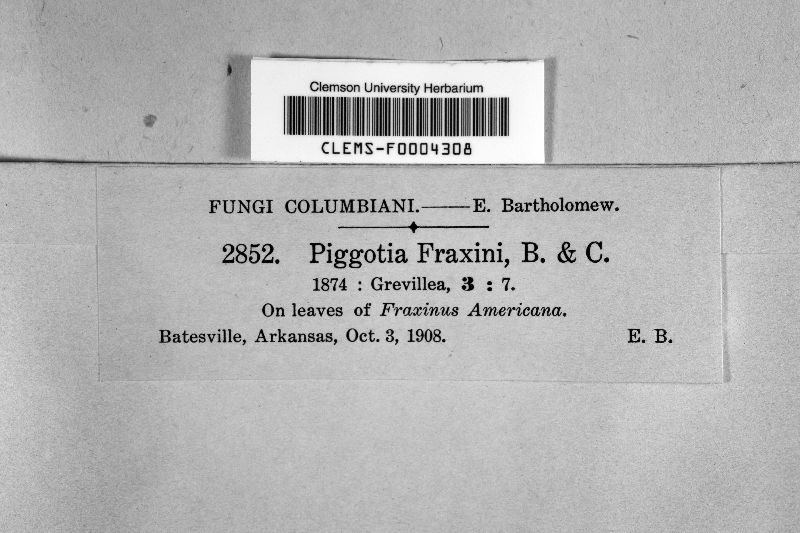 Clemson University Herbarium
CLEMS-F0004308
FUNGI COLUMBIANI.——E. Bartholomew.
2852. Piggotia Fraxini, B. & C.
1874 : Grevillea, 3 : 7.
On leaves of Fraxinus Americana.
Batesville, Arkansas, Oct. 3, 1908. E. B.